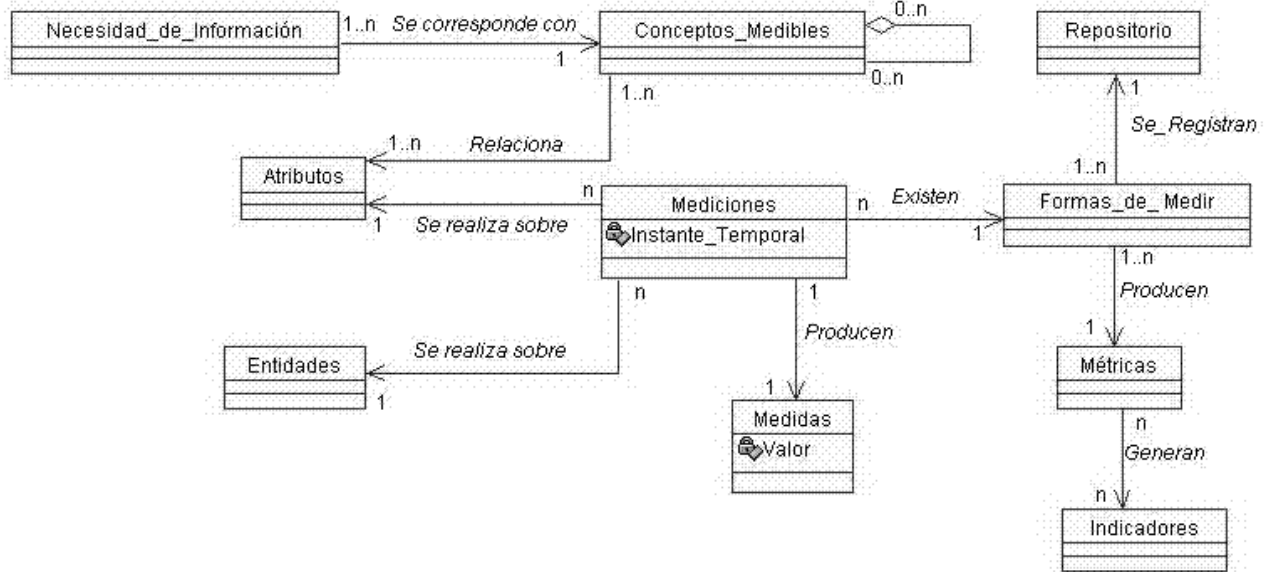 Necesidad_de_Información
1..n
Se corresponde con
1
Conceptos_Medibles
0..n
0..n
1..n
Repositorio
1
Se_Registran
1..n
1..n
Relaciona
Atributos
1
n
Se realiza sobre
Mediciones
Instante_Temporal
n
Existen
1
Formas_de_ Medir
1..n
Producen
1
n
1
Producen
Se realiza sobre
Entidades
1
1
Medidas
Valor
Métricas
n
Generan
n
Indicadores